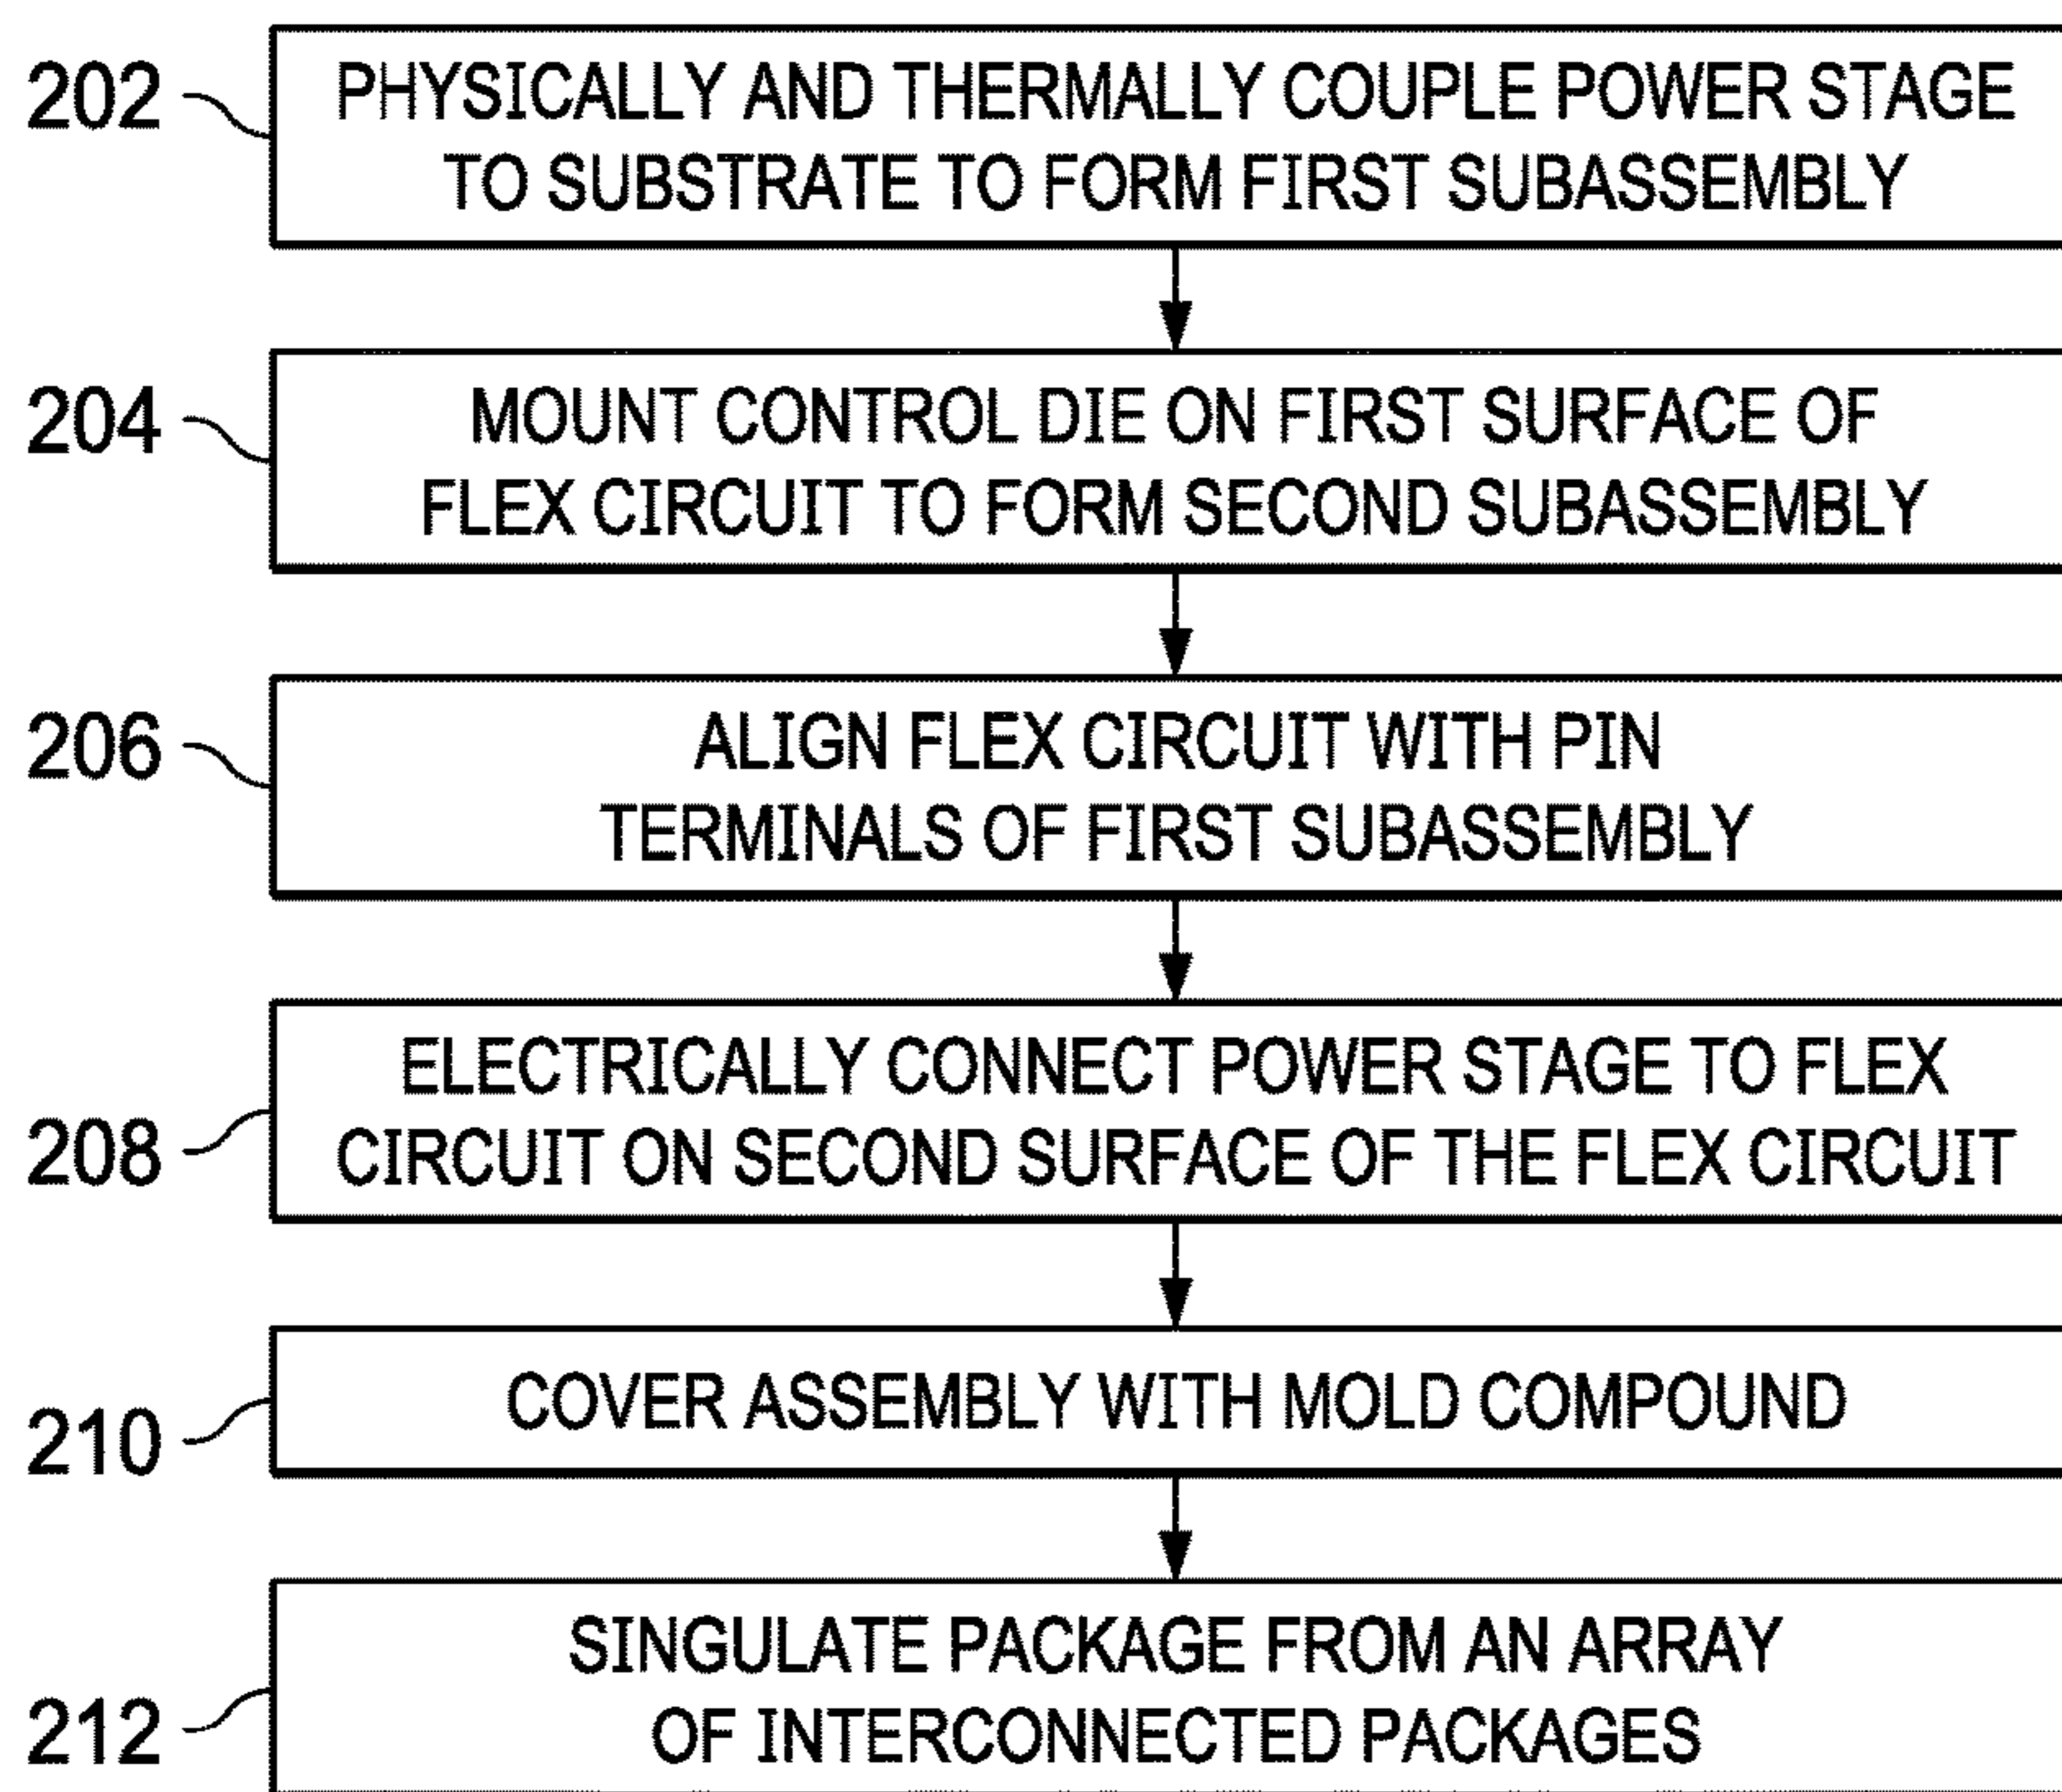 202
PHYSICALLY AND THERMALLY COUPLE POWER STAGE
TO SUBSTRATE TO FORM FIRST SUBASSEMBLY
204
MOUNT CONTROL DIE ON FIRST SURFACE OF
FLEX CIRCUIT TO FORM SECOND SUBASSEMBLY
206
ALIGN FLEX CIRCUIT WITH PIN
TERMINALS OF FIRST SUBASSEMBLY
208
ELECTRICALLY CONNECT POWER STAGE TO FLEX
CIRCUIT ON SECOND SURFACE OF THE FLEX CIRCUIT
210
COVER ASSEMBLY WITH MOLD COMPOUND
212
SINGULATE PACKAGE FROM AN ARRAY
OF INTERCONNECTED PACKAGES